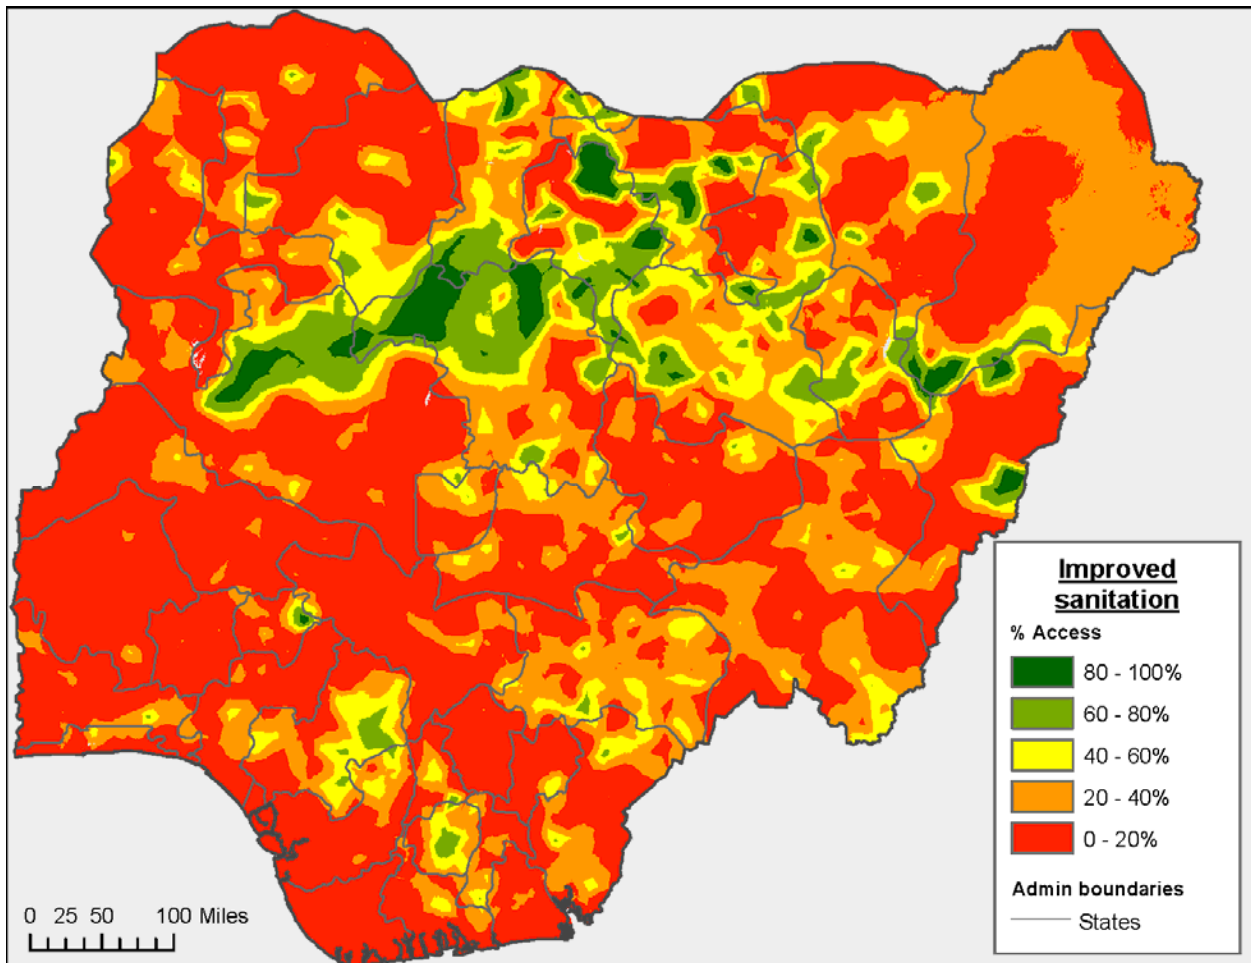 Improved
sanitation
% Access
80 - 100%
60 - 80%
40 - 60%
20 - 40%
0 - 20%
Admin boundaries
States
0 25 50 100 Miles